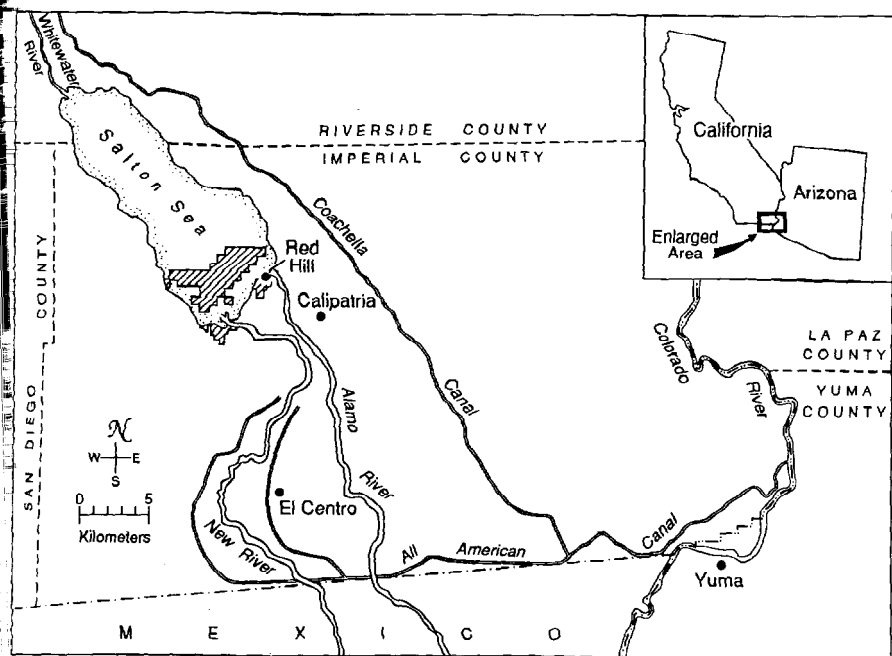 Whitewater
River
Salton Sea
RIVERSIDE COUNTY
IMPERIAL COUNTY
California
Arizona
Enlarged
Area
Coachella
Canal
Red
Hill
Calipatria
SAN DIEGO COUNTY
Colorado
River
LA PAZ
COUNTY
YUMA
COUNTY
Alamo
River
N
W E
S
0 5
Kilometers
El Centro
New River
All American Canal
Yuma
MEXICO